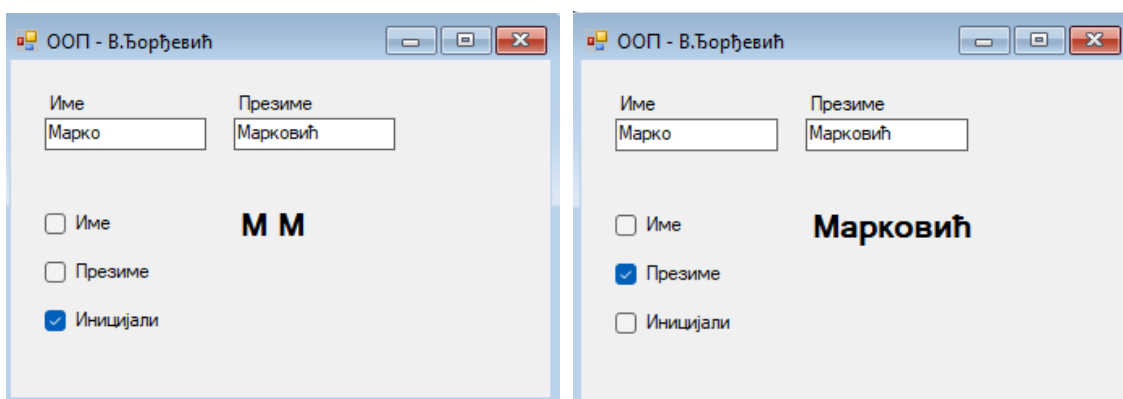 ООП - В.Ђорђевић
Име Презиме
Марко Марковић
Име М М
Презиме
Иницијали
ООП - В.Ђорђевић
Име Презиме
Марко Марковић
Име Марковић
Презиме
Иницијали